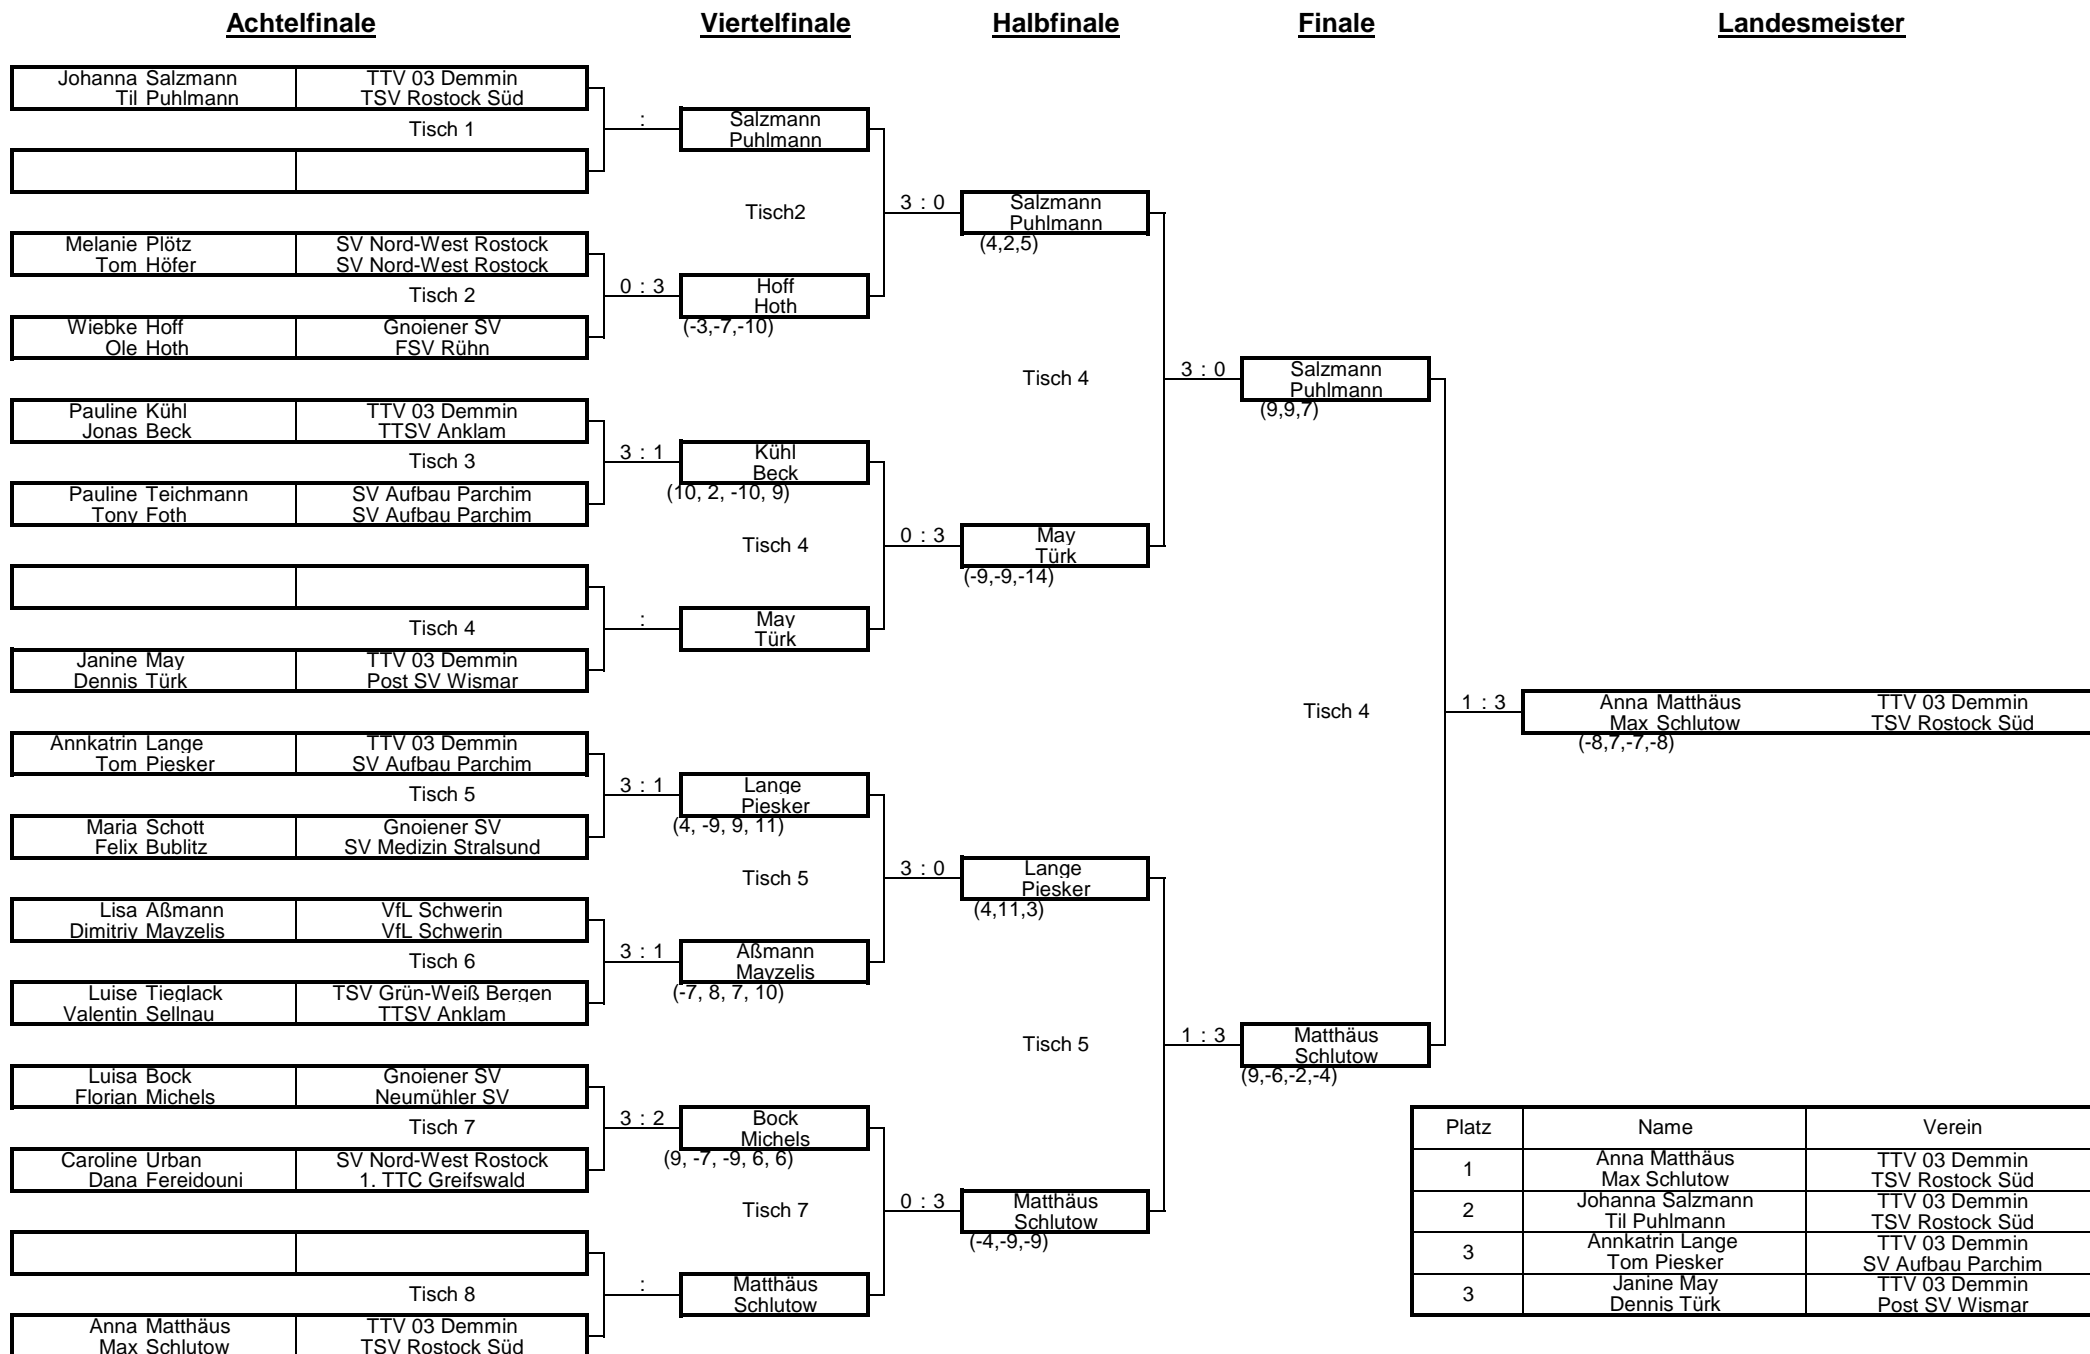 Achtelfinale Viertelfinale Halbfinale Finale Landesmeister
Johanna Salzmann TTV 03 Demmin
Til Puhlmann TSV Rostock Süd
Tisch 1
:
Salzmann
Puhlmann
Tisch2
3 : 0
Salzmann
Puhlmann
(4,2,5)
Melanie Plötz SV Nord-West Rostock
Tom Höfer SV Nord-West Rostock
Tisch 2
0 : 3
Hoff
Hoth
(-3,-7,-10)
Wiebke Hoff Gnoiener SV
Ole Hoth FSV Rühn
Tisch 4
3 : 0
Salzmann
Puhlmann
(9,9,7)
Pauline Kühl TTV 03 Demmin
Jonas Beck TTSV Anklam
Tisch 3
3 : 1
Kühl
Beck
(10, 2, -10, 9)
Pauline Teichmann SV Aufbau Parchim
Tony Foth SV Aufbau Parchim
Tisch 4
0 : 3
May
Türk
(-9,-9,-14)
Tisch 4
:
May
Türk
Janine May TTV 03 Demmin
Dennis Türk Post SV Wismar
Tisch 4
1 : 3
Anna Matthäus TTV 03 Demmin
Max Schlutow TSV Rostock Süd
(-8,7,-7,-8)
Annkatrin Lange TTV 03 Demmin
Tom Piesker SV Aufbau Parchim
Tisch 5
3 : 1
Lange
Piesker
(4, -9, 9, 11)
Maria Schott Gnoiener SV
Felix Bublitz SV Medizin Stralsund
Tisch 5
3 : 0
Lange
Piesker
(4,11,3)
Lisa Aßmann VfL Schwerin
Dimitriy Mayzelis VfL Schwerin
Tisch 6
3 : 1
Aßmann
Mayzelis
(-7, 8, 7, 10)
Luise Tieglack TSV Grün-Weiß Bergen
Valentin Sellnau TTSV Anklam
Tisch 5
1 : 3
Matthäus
Schlutow
(9,-6,-2,-4)
Luisa Bock Gnoiener SV
Florian Michels Neumühler SV
Tisch 7
3 : 2
Bock
Michels
(9, -7, -9, 6, 6)
Caroline Urban SV Nord-West Rostock
Dana Fereidouni 1. TTC Greifswald
Tisch 7
0 : 3
Matthäus
Schlutow
(-4,-9,-9)
Tisch 8
:
Matthäus
Schlutow
Anna Matthäus TTV 03 Demmin
Max Schlutow TSV Rostock Süd
Platz Name Verein
1 Anna Matthäus TTV 03 Demmin
Max Schlutow TSV Rostock Süd
2 Johanna Salzmann TTV 03 Demmin
Til Puhlmann TSV Rostock Süd
3 Annkatrin Lange TTV 03 Demmin
Tom Piesker SV Aufbau Parchim
3 Janine May TTV 03 Demmin
Dennis Türk Post SV Wismar